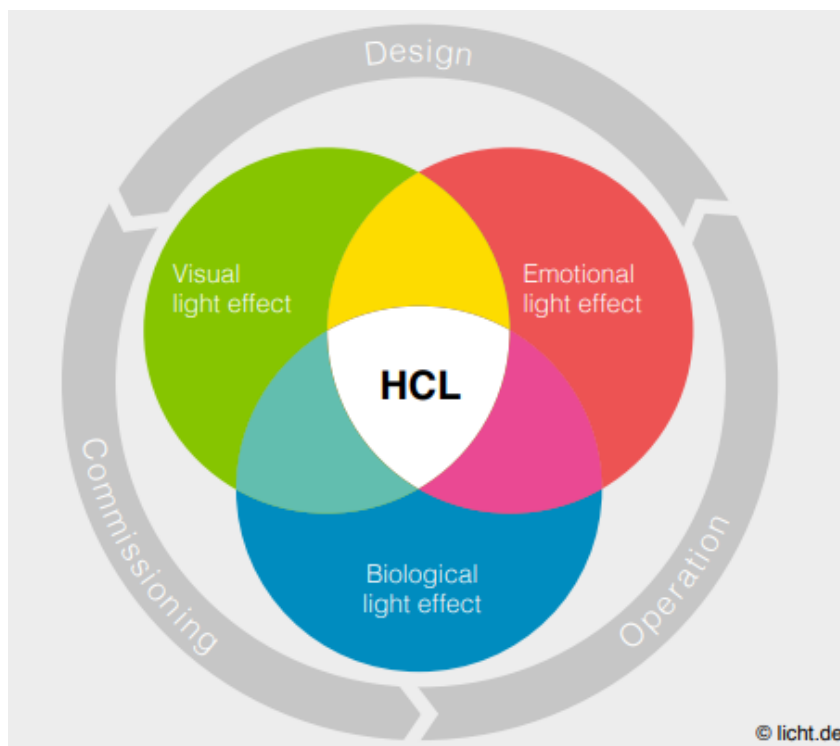 Design
Visual
light effect
Emotional
light effect
HCL
Commissioning
Operation
Biological
light effect
© licht.de